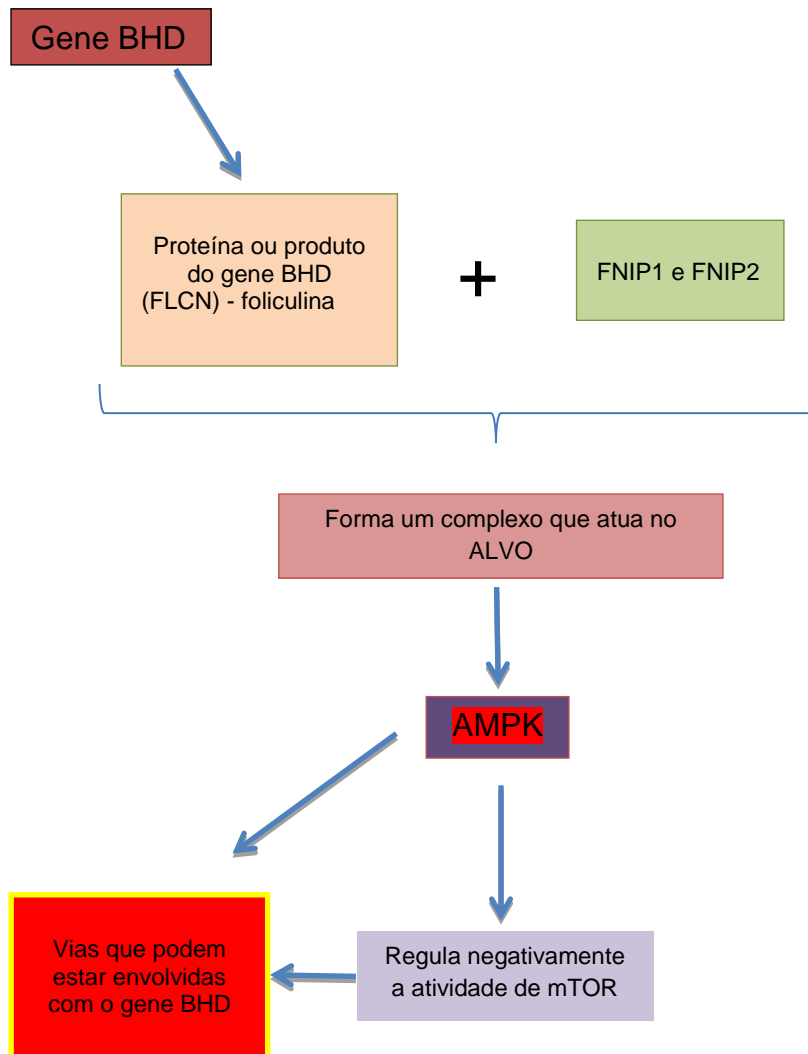 Gene BHD
Proteína ou produto
do gene BHD
(FLCN) - foliculina
+
FNIP1 e FNIP2
Forma um complexo que atua no
ALVO
AMPK
Vias que podem
estar envolvidas
com o gene BHD
Regula negativamente
a atividade de mTOR